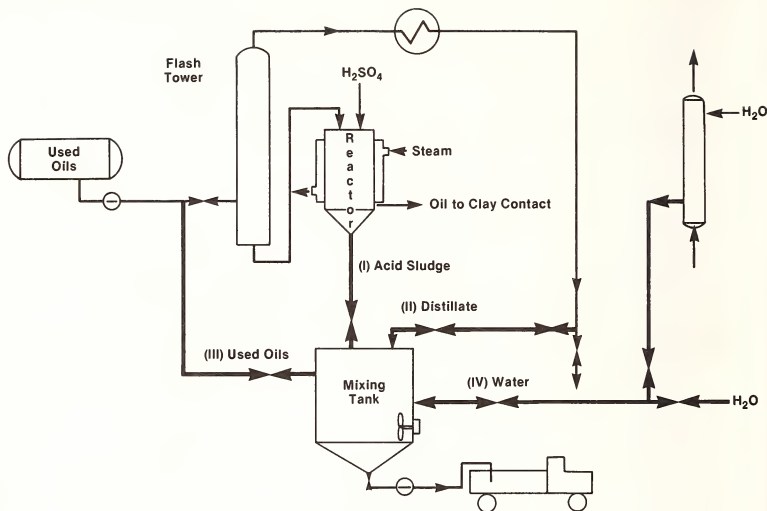 Flash
Tower
H₂SO₄
H₂O
Used
Oils
Reactor
Steam
Oil to Clay Contact
(I) Acid Sludge
(II) Distillate
(III) Used Oils
Mixing
Tank
(IV) Water
H₂O